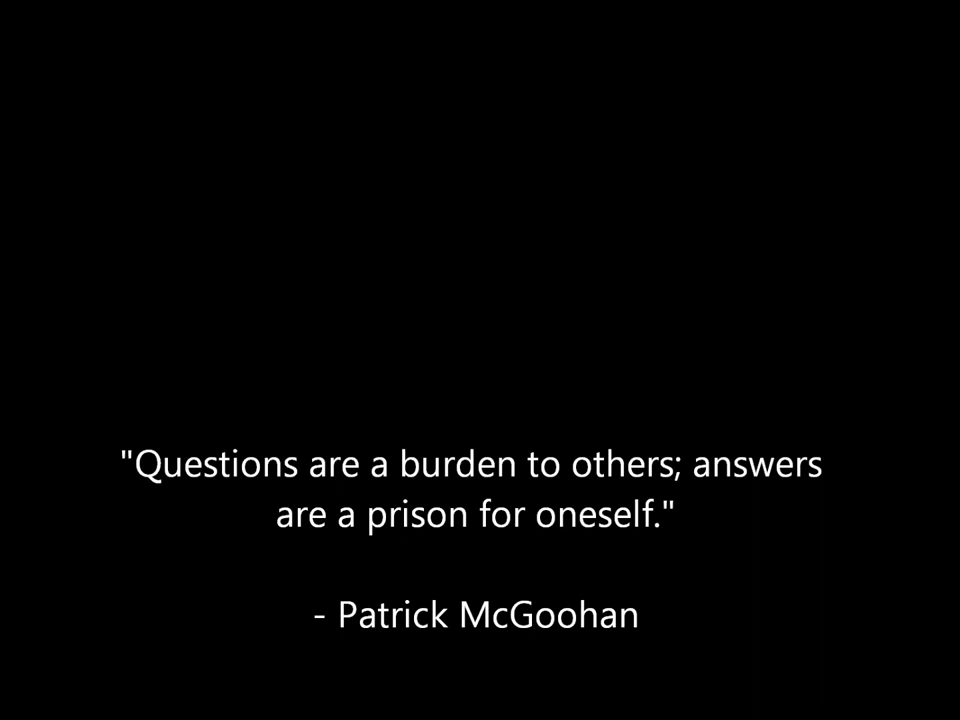 "Questions are a burden to others; answers
are a prison for oneself."
- Patrick McGoohan